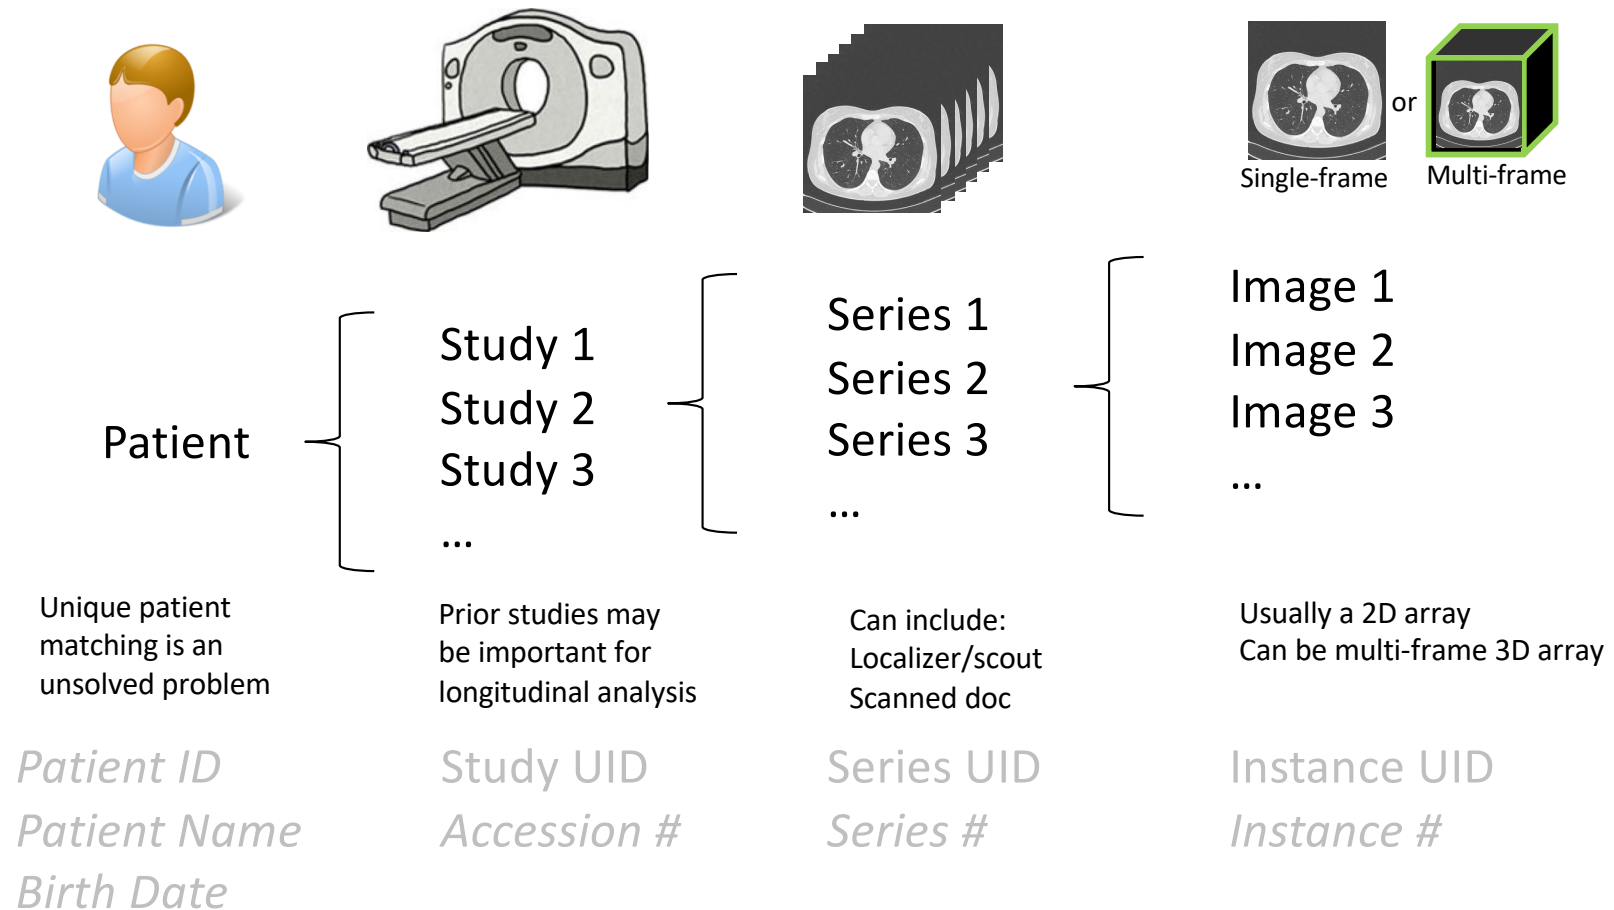 or
Single-frame
Multi-frame
Patient
Study 1
Study 2
Study 3
...
Series 1
Series 2
Series 3
...
Image 1
Image 2
Image 3
...
Unique patient
matching is an
unsolved problem
Prior studies may
be important for
longitudinal analysis
Can include:
Localizer/scout
Scanned doc
Usually a 2D array
Can be multi-frame 3D array
Patient ID
Patient Name
Birth Date
Study UID
Accession #
Series UID
Series #
Instance UID
Instance #